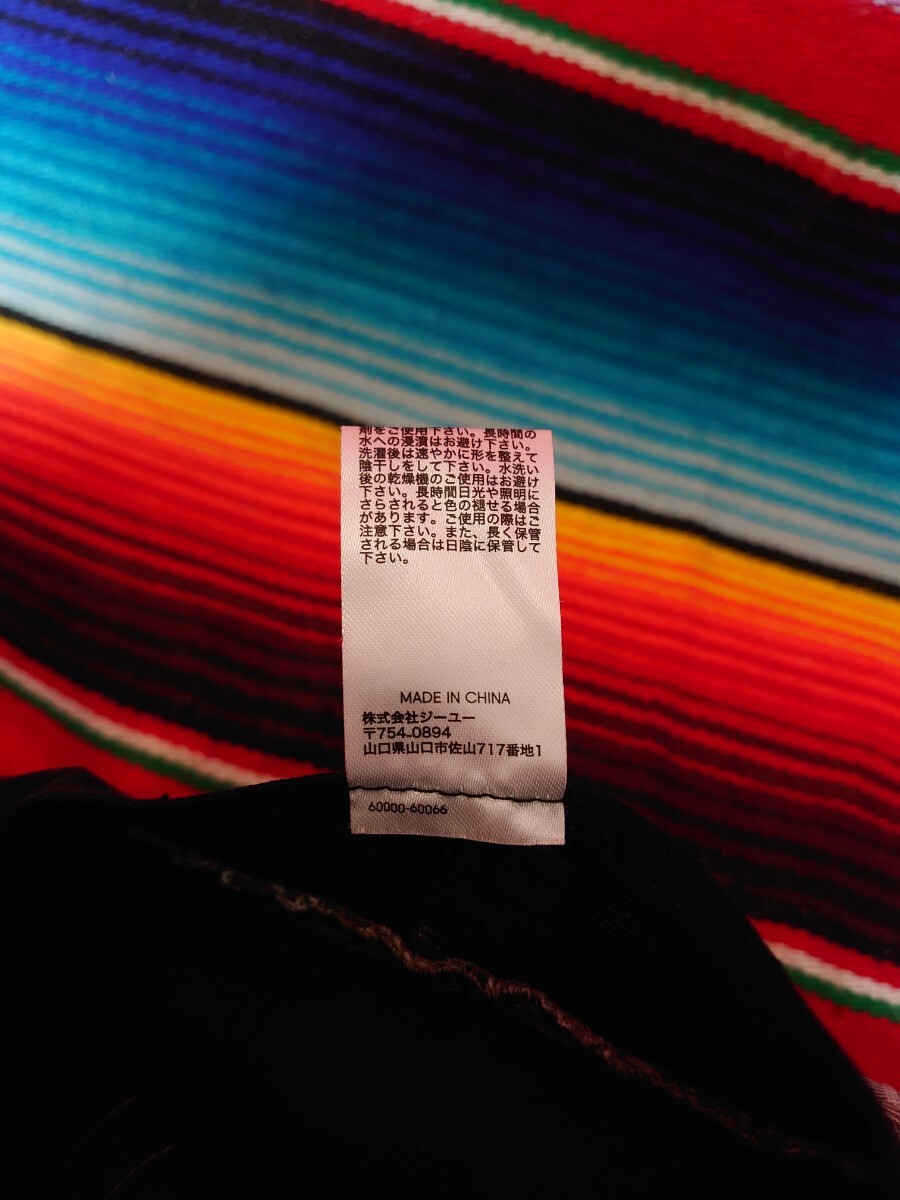 剤をご使用下さい。長時間の
水への浸漬はお避け下さい。
洗濯後は速やかに形を整えて
陰干しをして下さい。水洗い
後の乾燥機のご使用はお避け
下さい。長時間日光や照明に
さらされると色の褪せる場合
があります。ご使用の際はご
注意下さい。また、長く保管
される場合は日陰に保管して
下さい。
MADE IN CHINA
株式会社ジーユー
〒754-0894
山口県山口市佐山717番地1
60000-60066